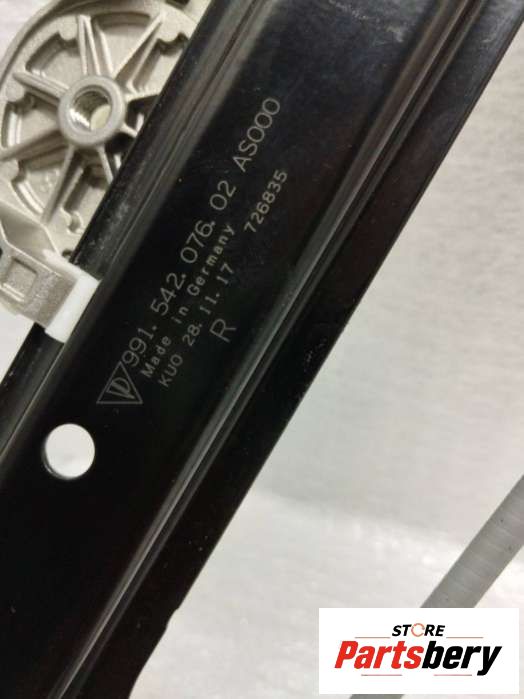 991. 542. 076. 02 AS000
Made in Germany 726835
KUO 28.11.17
R
STORE
Partsbery